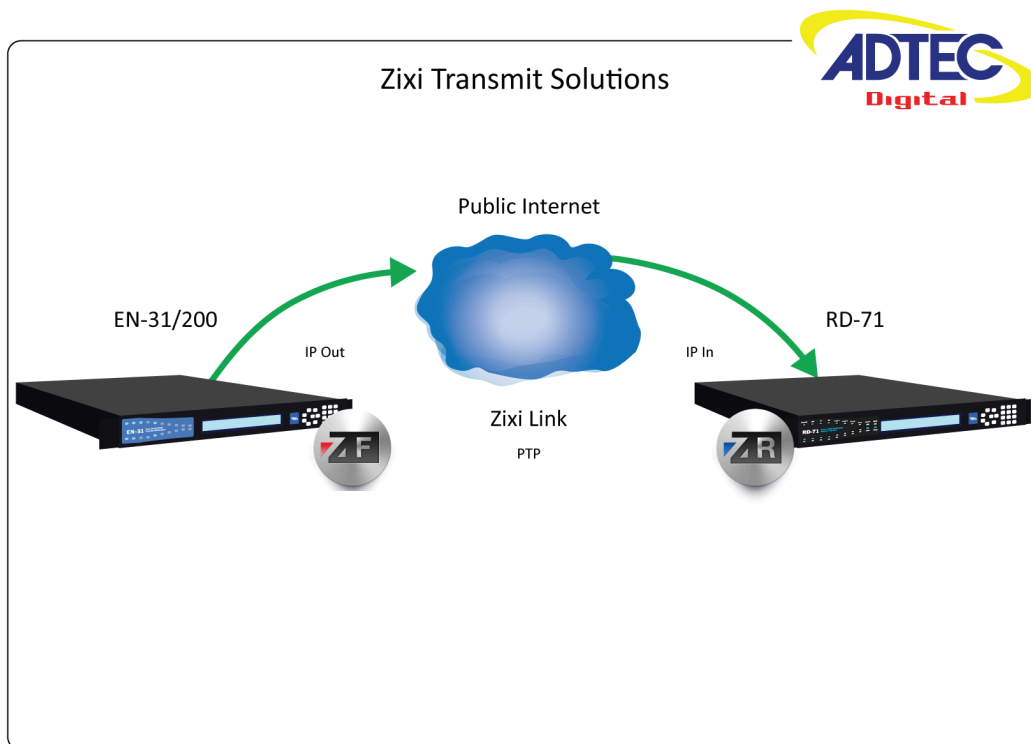 ADTEC
Digital
Zixi Transmit Solutions
Public Internet
EN-31/200
RD-71
IP Out
IP In
EN-31
RD-71
Zixi Link
PTP
ZF
ZR